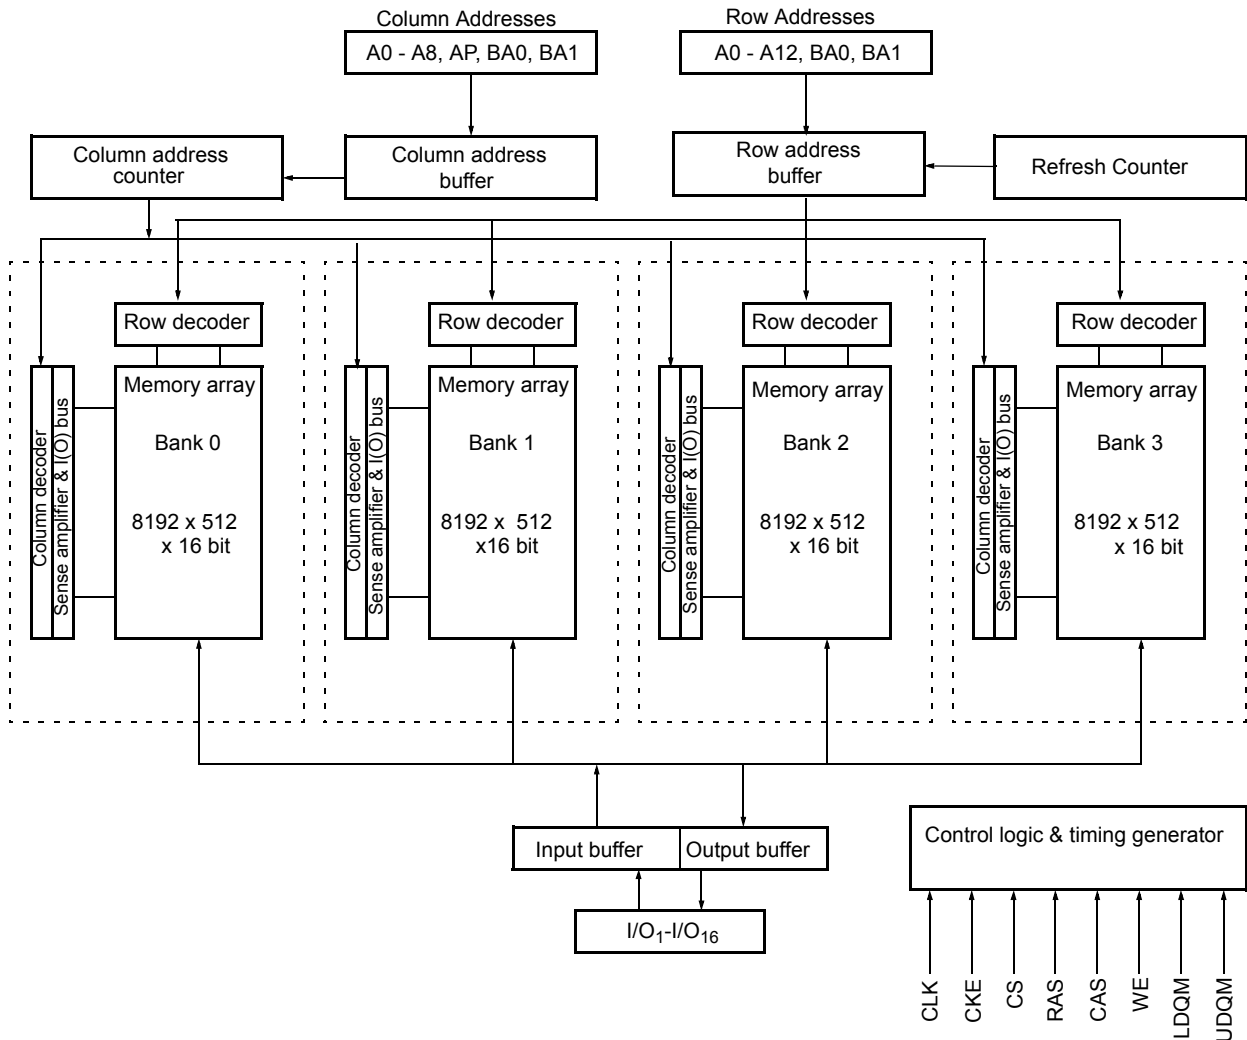 Column Addresses
A0 - A8, AP, BA0, BA1
Row Addresses
A0 - A12, BA0, BA1
Column address
counter
Column address
buffer
Row address
buffer
Refresh Counter
Row decoder
Row decoder
Row decoder
Row decoder
Column decoder
Sense amplifier & I(O) bus
Memory array
Bank 0
8192 x 512
x 16 bit
Column decoder
Sense amplifier & I(O) bus
Memory array
Bank 1
8192 x 512
x16 bit
Column decoder
Sense amplifier & I(O) bus
Memory array
Bank 2
8192 x 512
x 16 bit
Column decoder
Sense amplifier & I(O) bus
Memory array
Bank 3
8192 x 512
x 16 bit
Input buffer
Output buffer
I/O1-I/O16
Control logic & timing generator
CLK
CKE
CS
RAS
CAS
WE
LDQM
UDQM